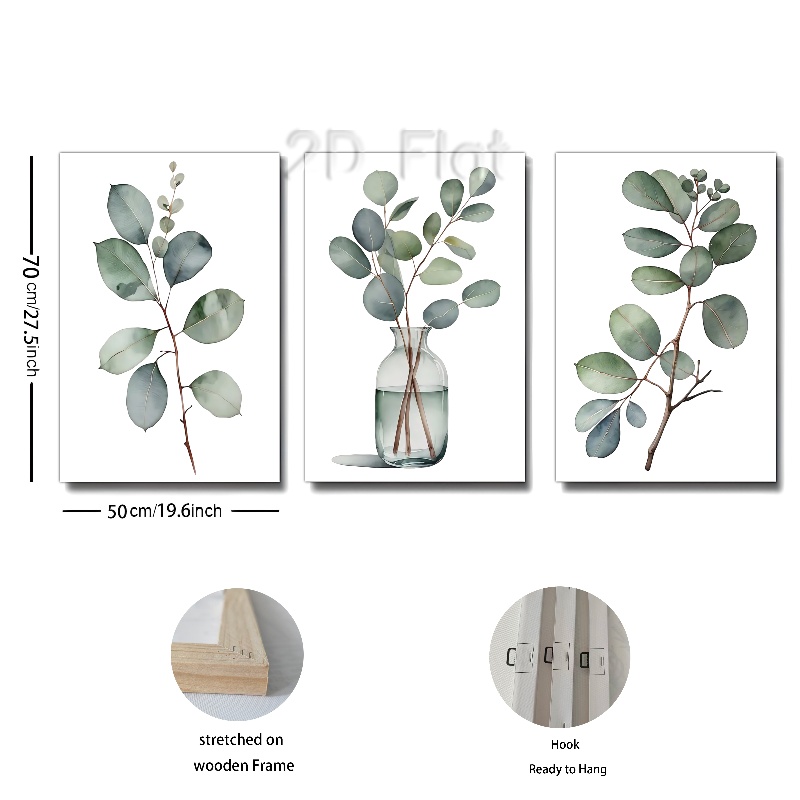 2D Flat
70cm/27.5inch
50cm/19.6inch
stretched on
wooden Frame
Hook
Ready to Hang